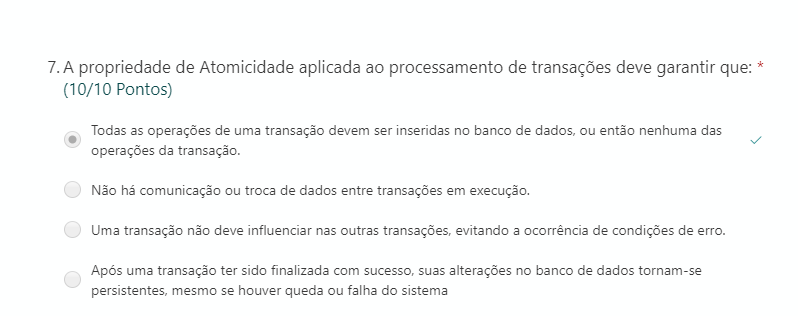 7. A propriedade de Atomicidade aplicada ao processamento de transações deve garantir que: *
(10/10 Pontos)
Todas as operações de uma transação devem ser inseridas no banco de dados, ou então nenhuma das
operações da transação.
Não há comunicação ou troca de dados entre transações em execução.
Uma transação não deve influenciar nas outras transações, evitando a ocorrência de condições de erro.
Após uma transação ter sido finalizada com sucesso, suas alterações no banco de dados tornam-se
persistentes, mesmo se houver queda ou falha do sistema